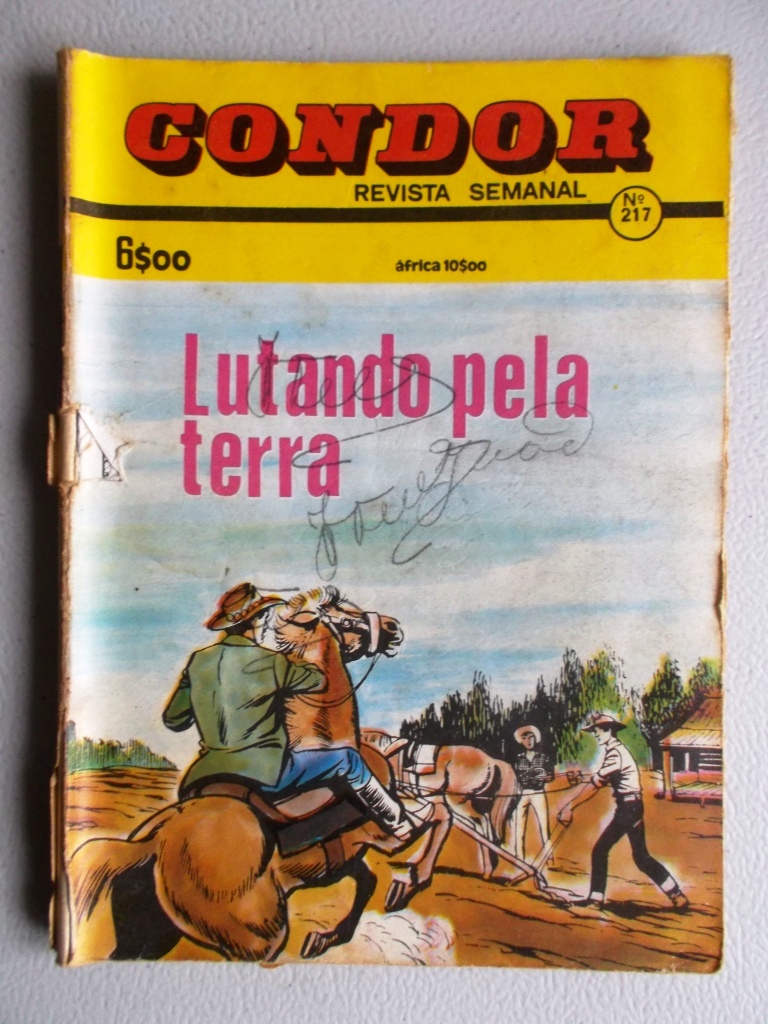 CONDOR
REVISTA SEMANAL
Nº
217
6$00
áfrica 10$00
Lutando pela
terra